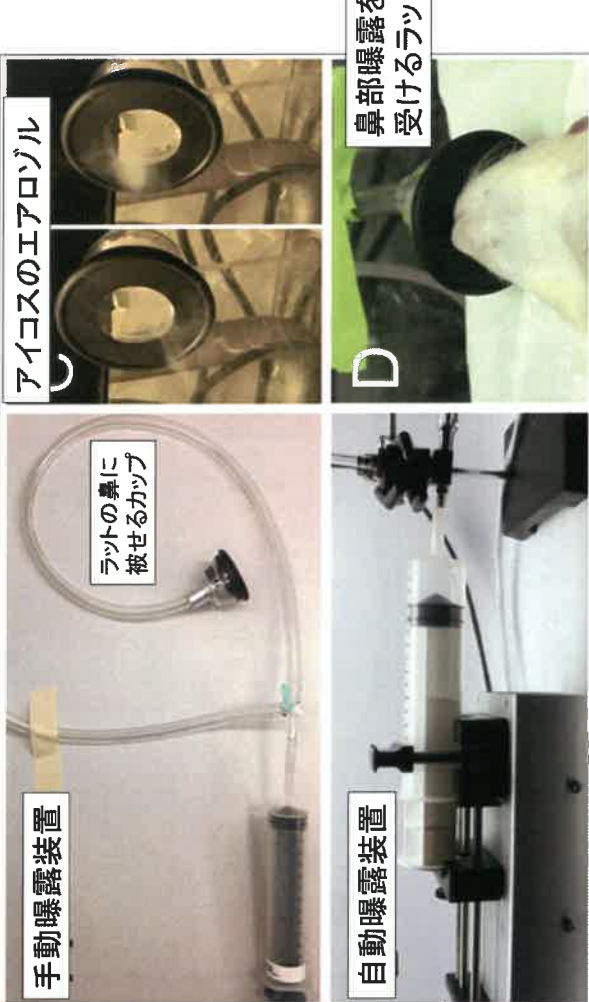 手動曝露装置
ラットの鼻に
被せるカップ
アイコスのエアロゾル
C
自動曝露装置
D
鼻部曝露を
受けるラッ